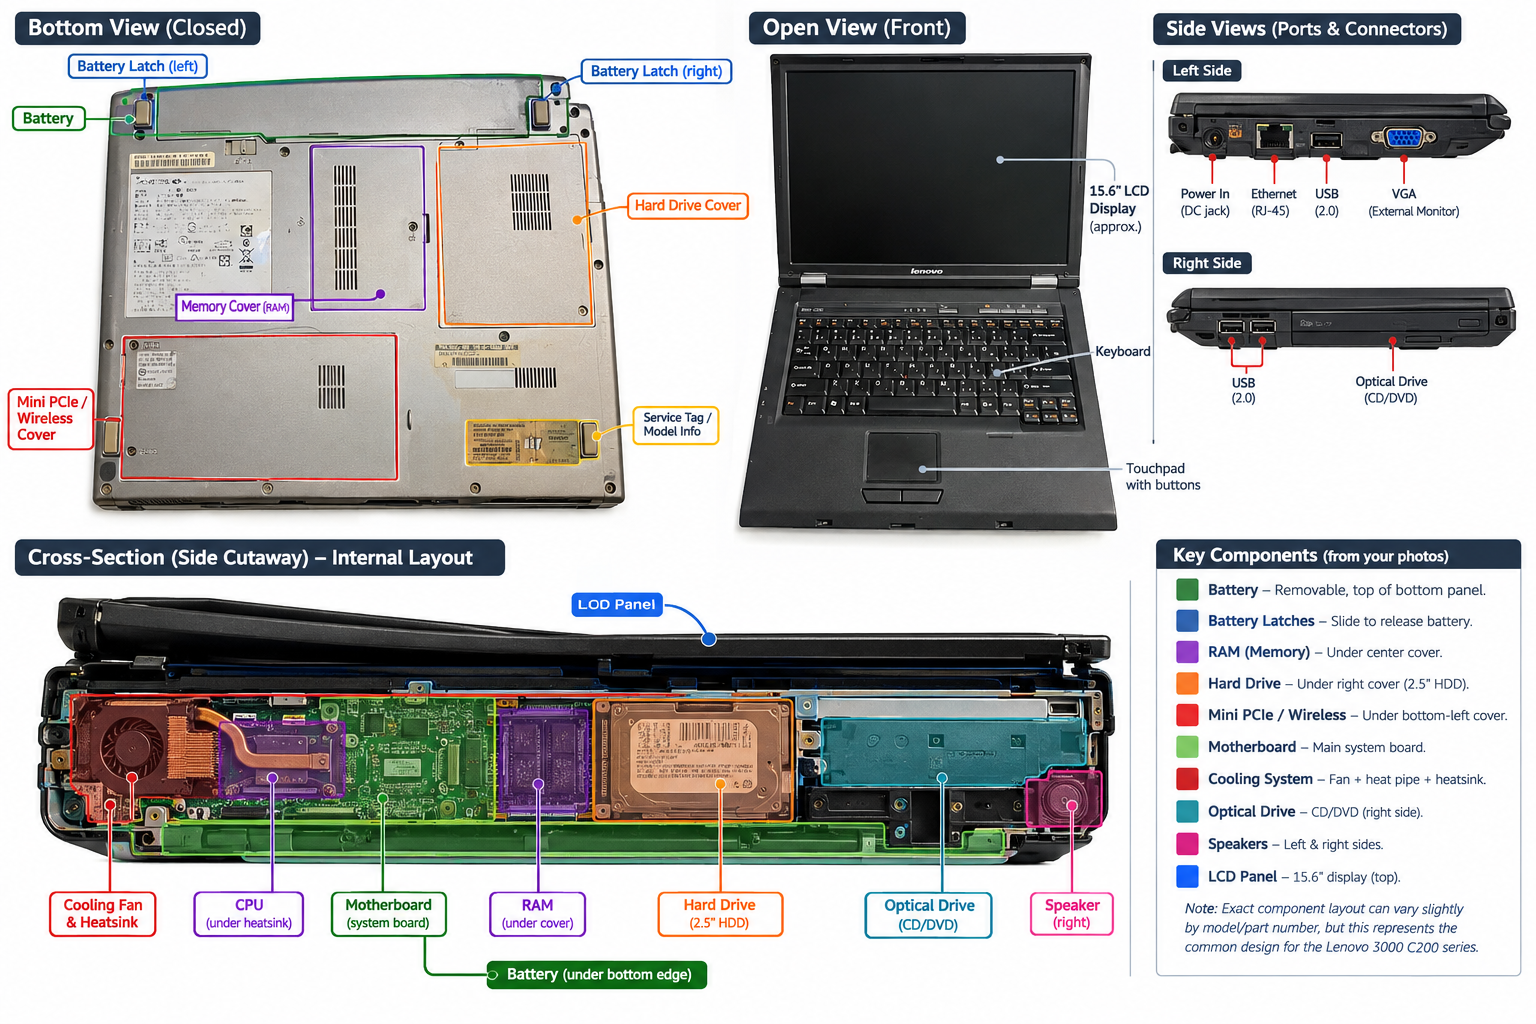 Bottom View (Closed)
Battery Latch (left)
Battery Latch (right)
Battery
Hard Drive Cover
Memory Cover (RAM)
Mini PCIe /
Wireless
Cover
Service Tag /
Model Info
Open View (Front)
15.6" LCD
Display
(approx.)
lenovo
Keyboard
Touchpad
with buttons
Side Views (Ports & Connectors)
Left Side
Power In
(DC jack)
Ethernet
(RJ-45)
USB
(2.0)
VGA
(External Monitor)
Right Side
USB
(2.0)
Optical Drive
(CD/DVD)
Cross-Section (Side Cutaway) – Internal Layout
LOD Panel
Cooling Fan
& Heatsink
CPU
(under heatsink)
Motherboard
(system board)
RAM
(under cover)
Hard Drive
(2.5" HDD)
Optical Drive
(CD/DVD)
Speaker
(right)
Battery (under bottom edge)
Key Components (from your photos)
Battery – Removable, top of bottom panel.
Battery Latches – Slide to release battery.
RAM (Memory) – Under center cover.
Hard Drive – Under right cover (2.5" HDD).
Mini PCIe / Wireless – Under bottom-left cover.
Motherboard – Main system board.
Cooling System – Fan + heat pipe + heatsink.
Optical Drive – CD/DVD (right side).
Speakers – Left & right sides.
LCD Panel – 15.6" display (top).
Note: Exact component layout can vary slightly
by model/part number, but this represents the
common design for the Lenovo 3000 C200 series.